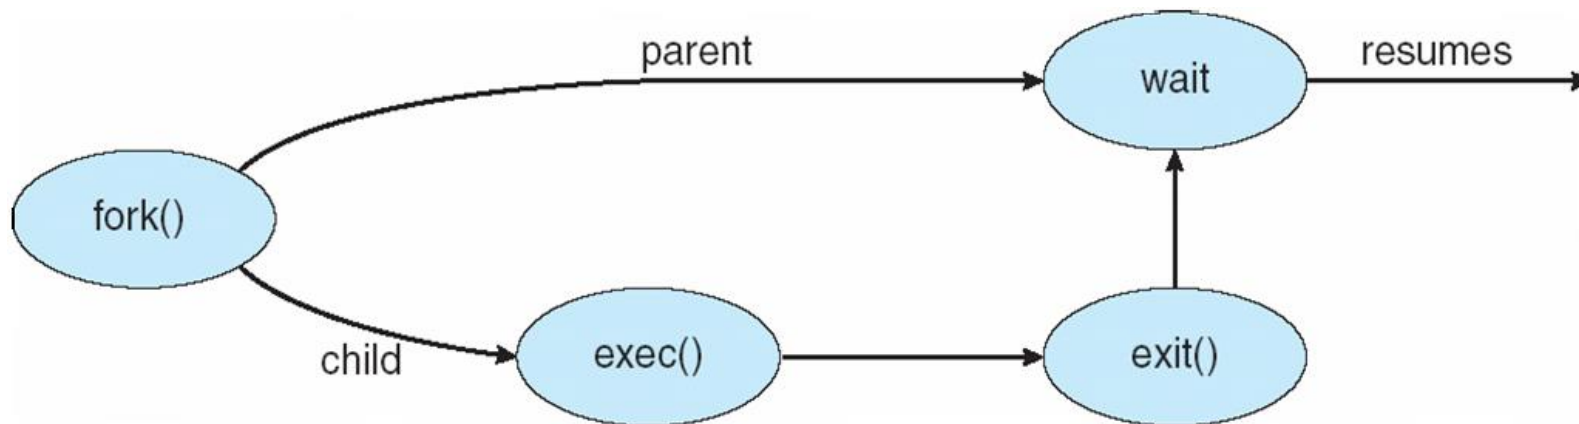 parent
wait
resumes
fork()
child
exec()
exit()